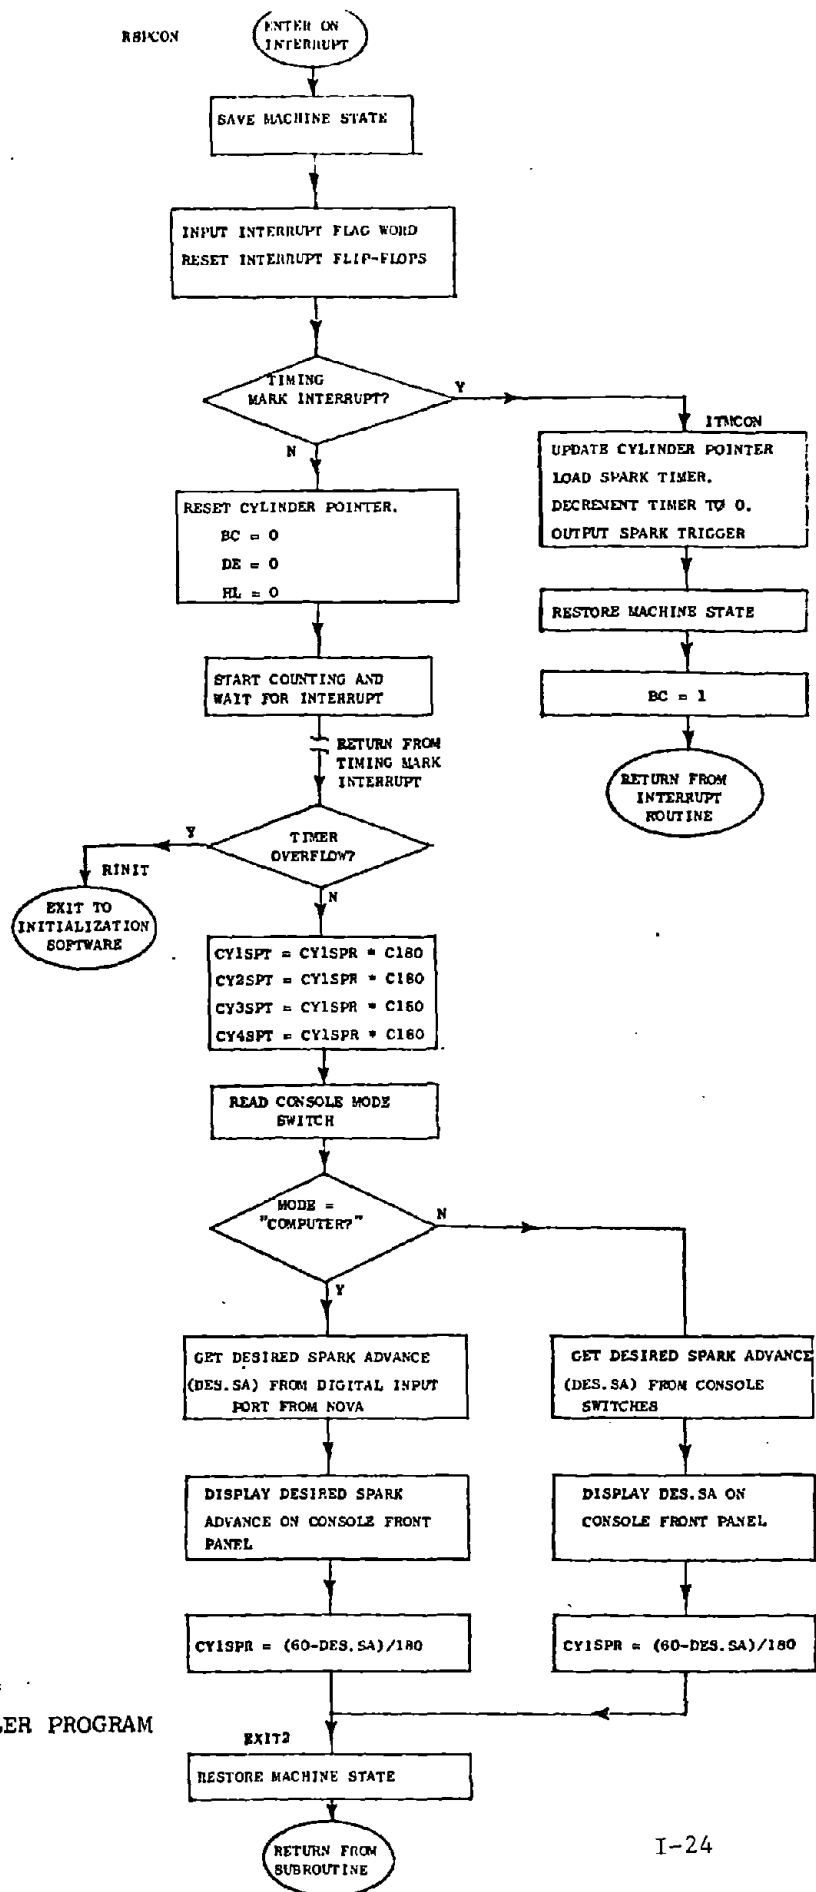 RBPCON
ENTER ON
INTERRUPT
SAVE MACHINE STATE
INPUT INTERRUPT FLAG WORD
RESET INTERRUPT FLIP-FLOPS
TIMING
MARK INTERRUPT?
Y
N
ITMCON
UPDATE CYLINDER POINTER
LOAD SPARK TIMER.
DECREMENT TIMER TO 0.
OUTPUT SPARK TRIGGER
RESET CYLINDER POINTER.
BC = 0
DE = 0
HL = 0
RESTORE MACHINE STATE
START COUNTING AND
WAIT FOR INTERRUPT
BC = 1
RETURN FROM
TIMING MARK
INTERRUPT
RETURN FROM
INTERRUPT
ROUTINE
TIMER
OVERFLOW?
Y
RINIT
N
EXIT TO
INITIALIZATION
SOFTWARE
CY1SPT = CY1SPR * C180
CY2SPT = CY1SPR * C180
CY3SPT = CY1SPR * C180
CY4SPT = CY1SPR * C180
READ CONSOLE MODE
SWITCH
MODE =
"COMPUTER?"
N
Y
GET DESIRED SPARK ADVANCE
(DES.SA) FROM DIGITAL INPUT
PORT FROM NOVA
GET DESIRED SPARK ADVANCE
(DES.SA) FROM CONSOLE
SWITCHES
DISPLAY DESIRED SPARK
ADVANCE ON CONSOLE FRONT
PANEL
DISPLAY DES.SA ON
CONSOLE FRONT PANEL
CY1SPR = (60-DES.SA)/180
CY1SPR = (60-DES.SA)/180
LER PROGRAM
EXIT2
RESTORE MACHINE STATE
RETURN FROM
SUBROUTINE
I-24